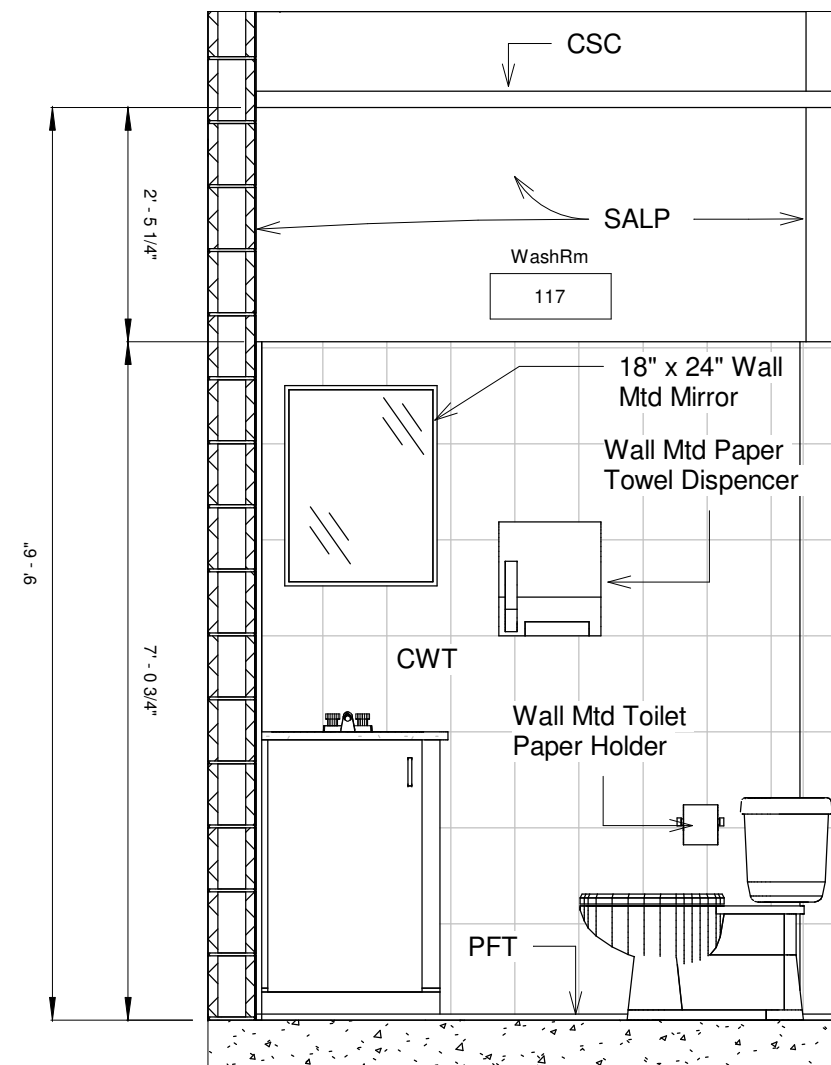 CSC
2' - 5 1/4"
SALP
WashRm
117
18" x 24" Wall
Mtd Mirror
Wall Mtd Paper
Towel Dispencer
9' - 6"
CWT
7' - 0 3/4"
Wall Mtd Toilet
Paper Holder
PFT